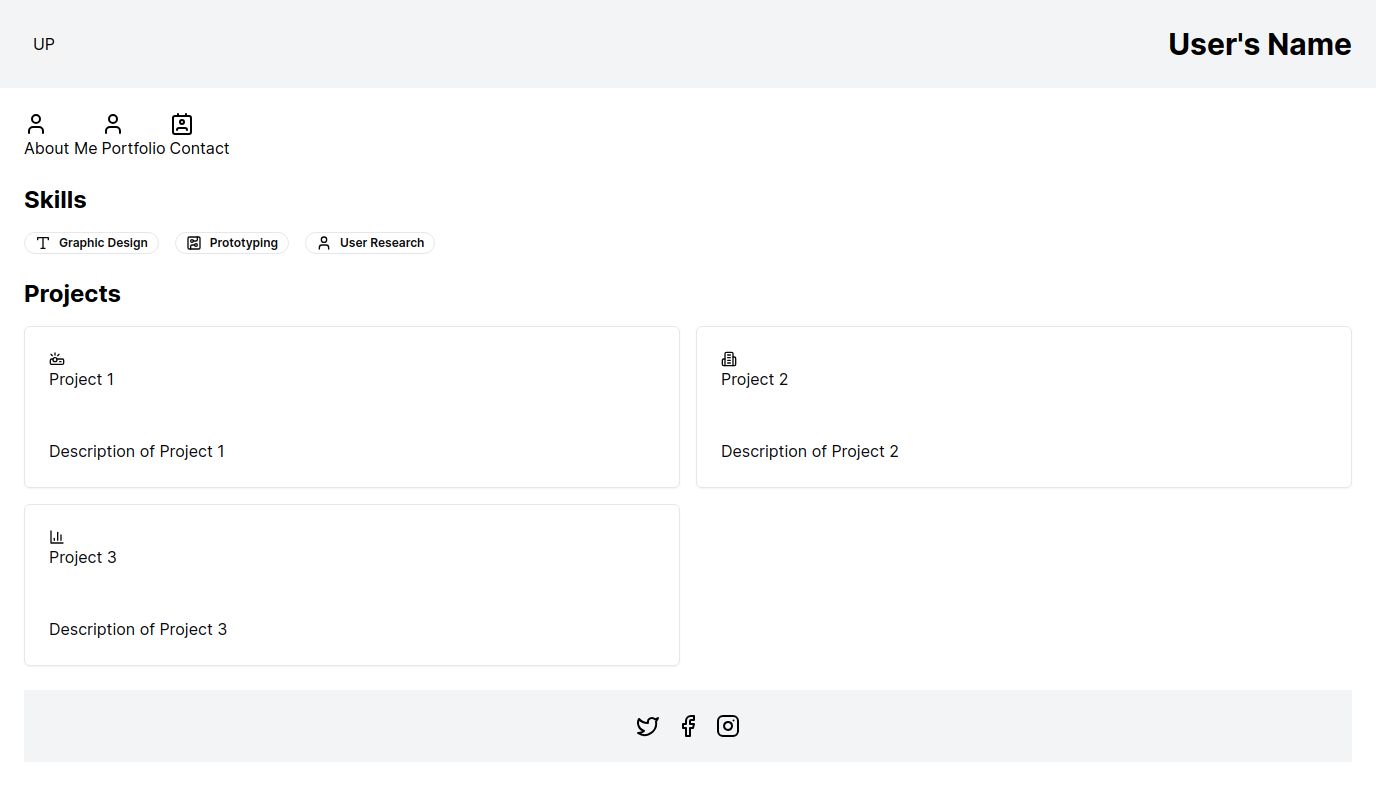 UP
User's Name
About Me Portfolio Contact
Skills
Graphic Design
Prototyping
User Research
Projects
Project 1
Description of Project 1
Project 2
Description of Project 2
Project 3
Description of Project 3